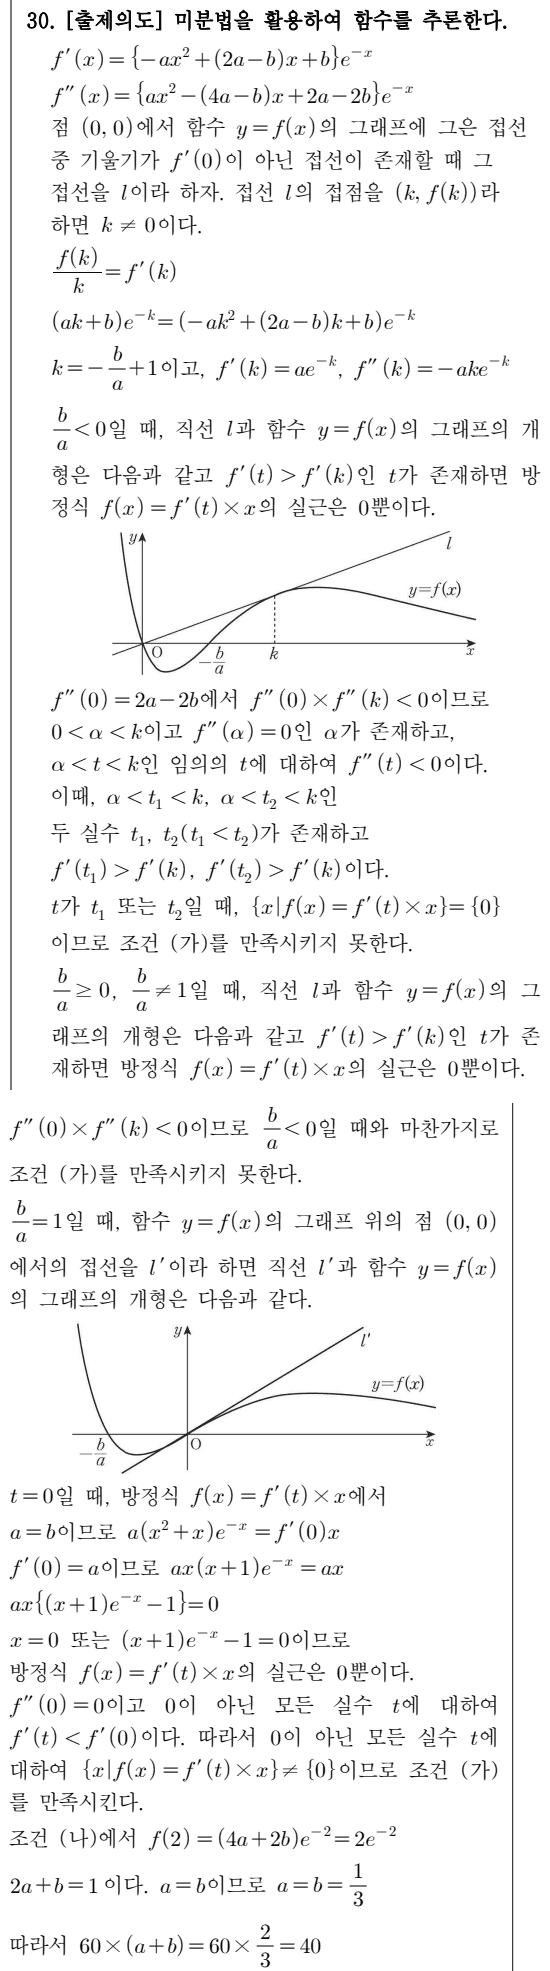 30. [출제의도] 미분법을 활용하여 함수를 추론한다.
f′(x)={−ax²+(2a−b)x+b}e⁻ˣ
f″(x)={ax²−(4a−b)x+2a−2b}e⁻ˣ
점 (0, 0)에서 함수 y=f(x)의 그래프에 그은 접선
중 기울기가 f′(0)이 아닌 접선이 존재할 때 그
접선을 l이라 하자. 접선 l의 접점을 (k, f(k))라
하면 k ≠ 0이다.
f(k)/k=f′(k)
(ak+b)e⁻ᵏ=(−ak²+(2a−b)k+b)e⁻ᵏ
k=−b/a+1이고, f′(k)=ae⁻ᵏ, f″(k)=−ake⁻ᵏ
b/a<0일 때, 직선 l과 함수 y=f(x)의 그래프의 개
형은 다음과 같고 f′(t)>f′(k)인 t가 존재하면 방
정식 f(x)=f′(t)×x의 실근은 0뿐이다.
y
l
y=f(x)
O
−b/a
k
x
f″(0)=2a−2b에서 f″(0)×f″(k)<0이므로
0<α<k이고 f″(α)=0인 α가 존재하고,
α<t<k인 임의의 t에 대하여 f″(t)<0이다.
이때, α<t₁<k, α<t₂<k인
두 실수 t₁, t₂(t₁<t₂)가 존재하고
f′(t₁)>f′(k), f′(t₂)>f′(k)이다.
t가 t₁ 또는 t₂일 때, {x|f(x)=f′(t)×x}={0}
이므로 조건 (가)를 만족시키지 못한다.
b/a≥0, b/a≠1일 때, 직선 l과 함수 y=f(x)의 그
래프의 개형은 다음과 같고 f′(t)>f′(k)인 t가 존
재하면 방정식 f(x)=f′(t)×x의 실근은 0뿐이다.
f″(0)×f″(k)<0이므로 b/a<0일 때와 마찬가지로
조건 (가)를 만족시키지 못한다.
b/a=1일 때, 함수 y=f(x)의 그래프 위의 점 (0, 0)
에서의 접선을 l′이라 하면 직선 l′과 함수 y=f(x)
의 그래프의 개형은 다음과 같다.
y
l′
y=f(x)
−b/a
O
x
t=0일 때, 방정식 f(x)=f′(t)×x에서
a=b이므로 a(x²+x)e⁻ˣ=f′(0)x
f′(0)=a이므로 ax(x+1)e⁻ˣ=ax
ax{(x+1)e⁻ˣ−1}=0
x=0 또는 (x+1)e⁻ˣ−1=0이므로
방정식 f(x)=f′(t)×x의 실근은 0뿐이다.
f″(0)=0이고 0이 아닌 모든 실수 t에 대하여
f′(t)<f′(0)이다. 따라서 0이 아닌 모든 실수 t에
대하여 {x|f(x)=f′(t)×x}≠{0}이므로 조건 (가)
를 만족시킨다.
조건 (나)에서 f(2)=(4a+2b)e⁻²=2e⁻²
2a+b=1이다. a=b이므로 a=b=1/3
따라서 60×(a+b)=60×2/3=40